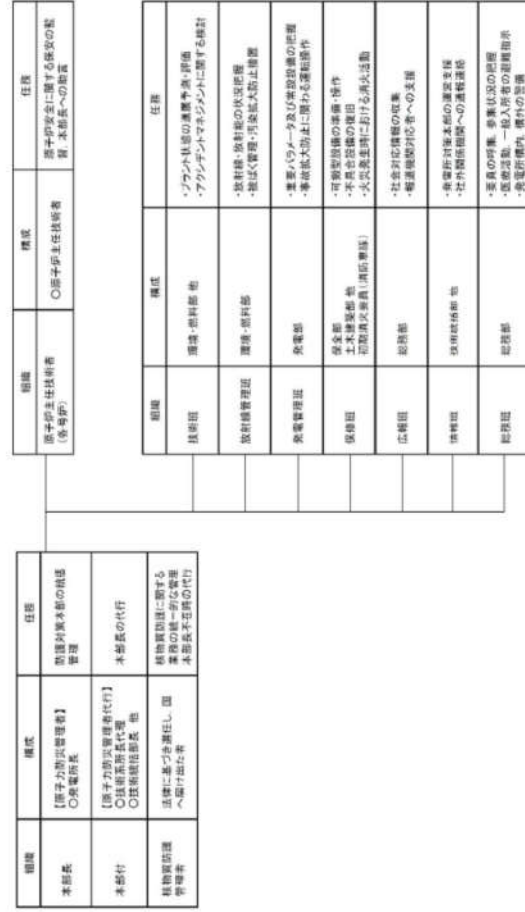 組織
構成
任務
本部長
【原子力防災管理者】
〇発電所長
防護対策本部の統括
管理
本部付
【原子力防災管理者代行】
〇技術系所長代理
〇技術統括部長 他
本部長の代行
核物質防護
管理者
法律に基づき選任し、国
へ届け出た者
核物質防護に関する
業務の統一的な管理
本部長不在時の代行
組織
構成
任務
原子炉主任技術者
(各号炉)
〇原子炉主任技術者
原子炉安全に関する保安の監
督、本部長への助言
組織
構成
任務
技術班
環境・燃料部 他
・プラント状態の進展予測・評価
・アクシデントマネジメントに関する検討
放射線管理班
環境・燃料部
・放射線・放射能の状況把握
・被ばく管理・汚染拡大防止措置
発電管理班
発電部
・重要パラメータ及び常設設備の把握
・事故拡大防止に関わる運転操作
保修班
保全部
土木建築部 他
初期消火要員(消防専隊)
・可搬型設備の準備・操作
・不具合設備の復旧
・火災発生時における消火活動
広報班
総務部
・社会対応情報の収集
・報道機関対応者への支援
情報班
技術統括部 他
・発電所対策本部の運営支援
・社外関係機関への通報連絡
総務班
総務部
・要員の呼集、参集状況の把握
・医療活動、一般入所者の避難指示
・発電所構内、構外の警備